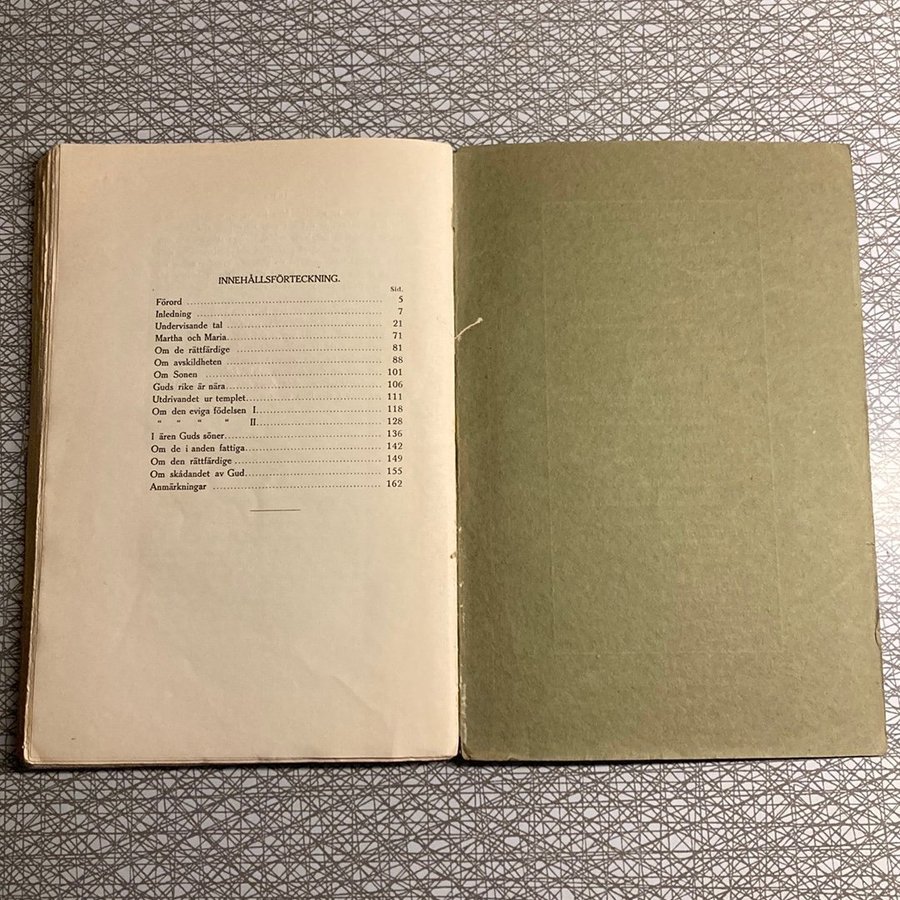 INNEHÅLLSFÖRTECKNING.
Sid.
Förord ........ 5
Inledning ........ 7
Undervisande tal ........ 21
Martha och Maria ........ 71
Om de rättfärdige ........ 81
Om avskildheten ........ 88
Om Sonen ........ 101
Guds rike är nära ........ 106
Utdrivandet ur templet ........ 111
Om den eviga födelsen I ........ 118
" " " " II ........ 128
I ären Guds söner ........ 136
Om de i anden fattiga ........ 142
Om den rättfärdige ........ 149
Om skådandet av Gud ........ 155
Anmärkningar ........ 162